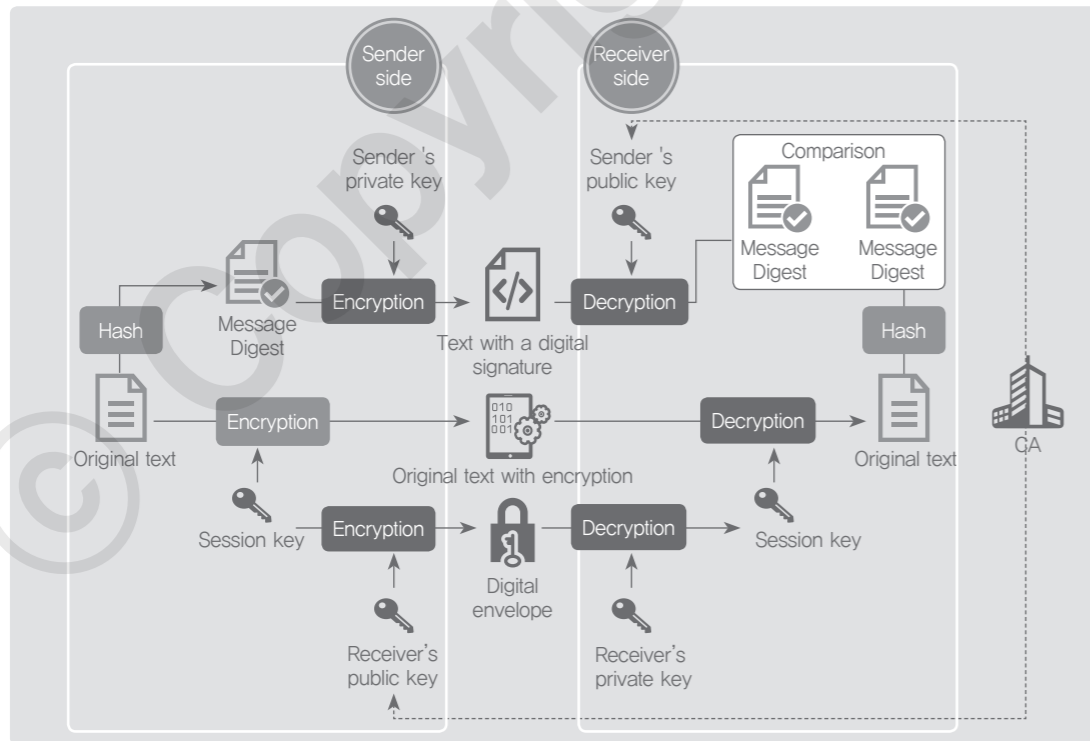 Sender
side
Receiver
side
Sender 's
private key
Sender 's
public key
Comparison
Message
Digest
Message
Digest
Hash
Message
Digest
Encryption
Text with a digital
signature
Decryption
Hash
Original text
Encryption
010
101
001
Original text with encryption
Decryption
Original text
CA
Session key
Encryption
Digital
envelope
Decryption
Session key
Receiver's
public key
Receiver's
private key
© Copyrig